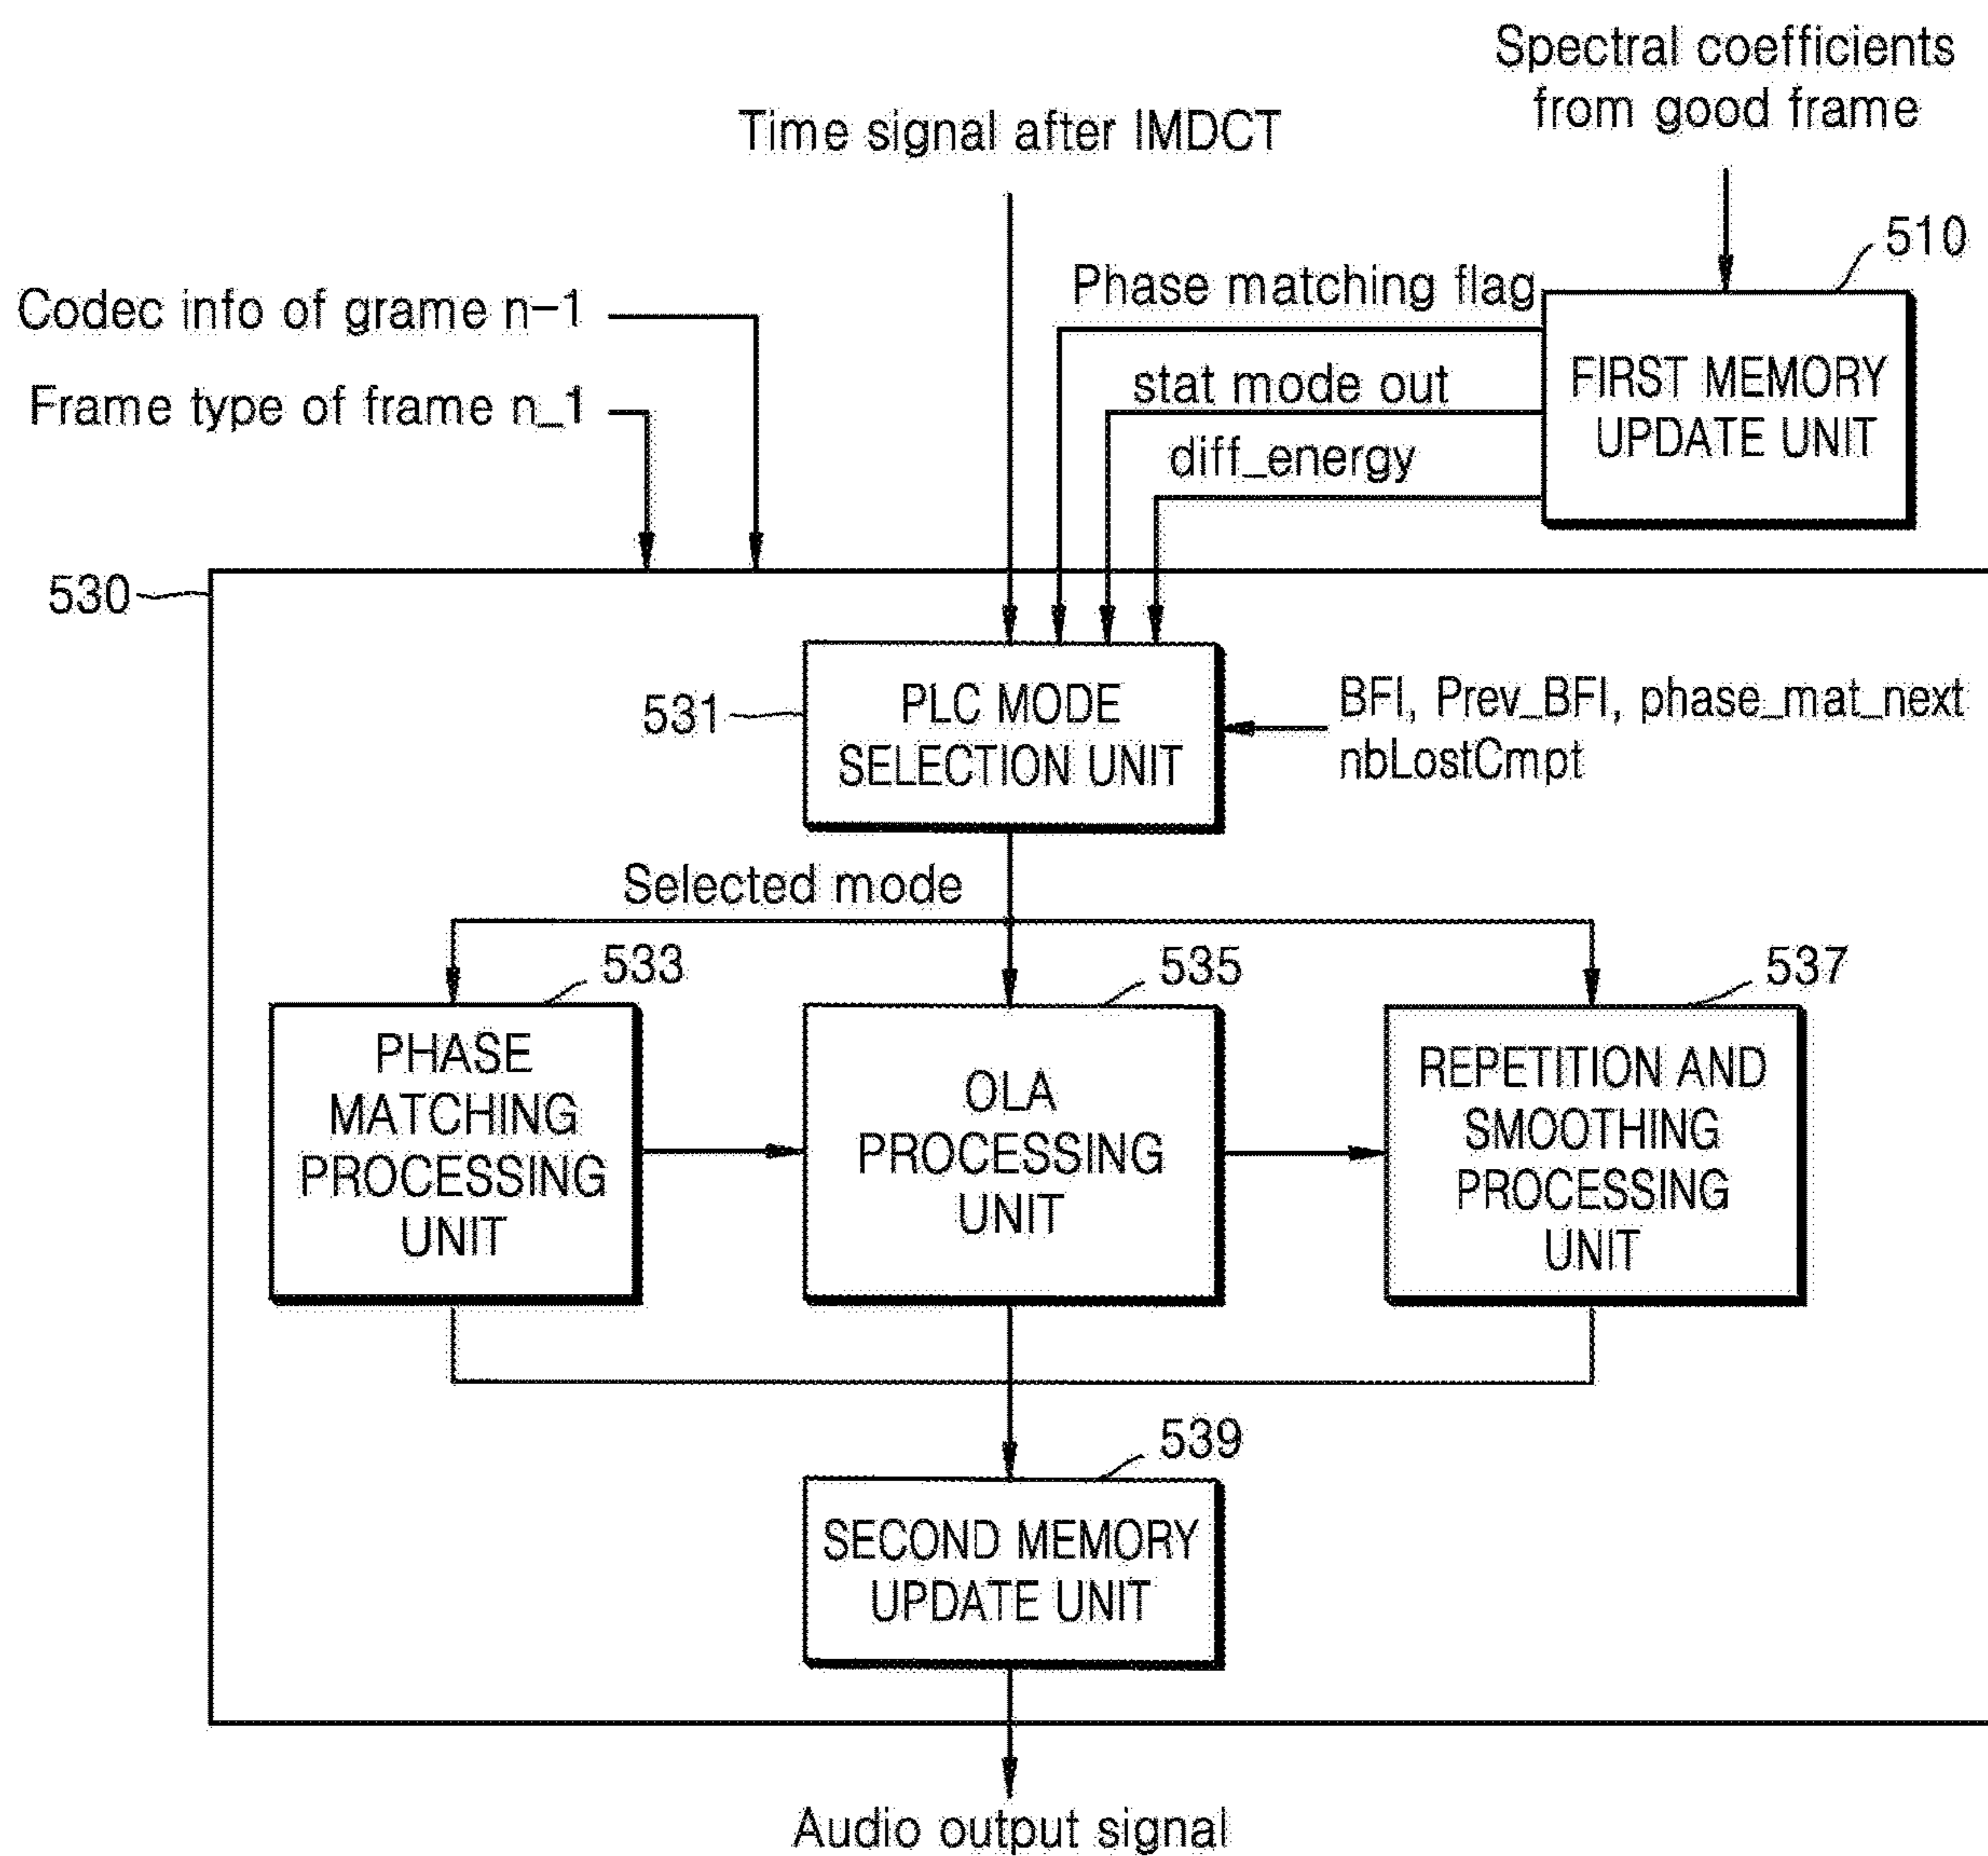 Spectral coefficients
from good frame
Time signal after IMDCT
510
Phase matching flag
Codec info of grame n-1
FIRST MEMORY
UPDATE UNIT
stat mode out
Frame type of frame n_1
diff_energy
530
531
PLC MODE
SELECTION UNIT
BFI, Prev_BFI, phase_mat_next
nbLostCmpt
Selected mode
533
535
537
PHASE
MATCHING
PROCESSING
UNIT
OLA
PROCESSING
UNIT
REPETITION AND
SMOOTHING
PROCESSING
UNIT
539
SECOND MEMORY
UPDATE UNIT
Audio output signal